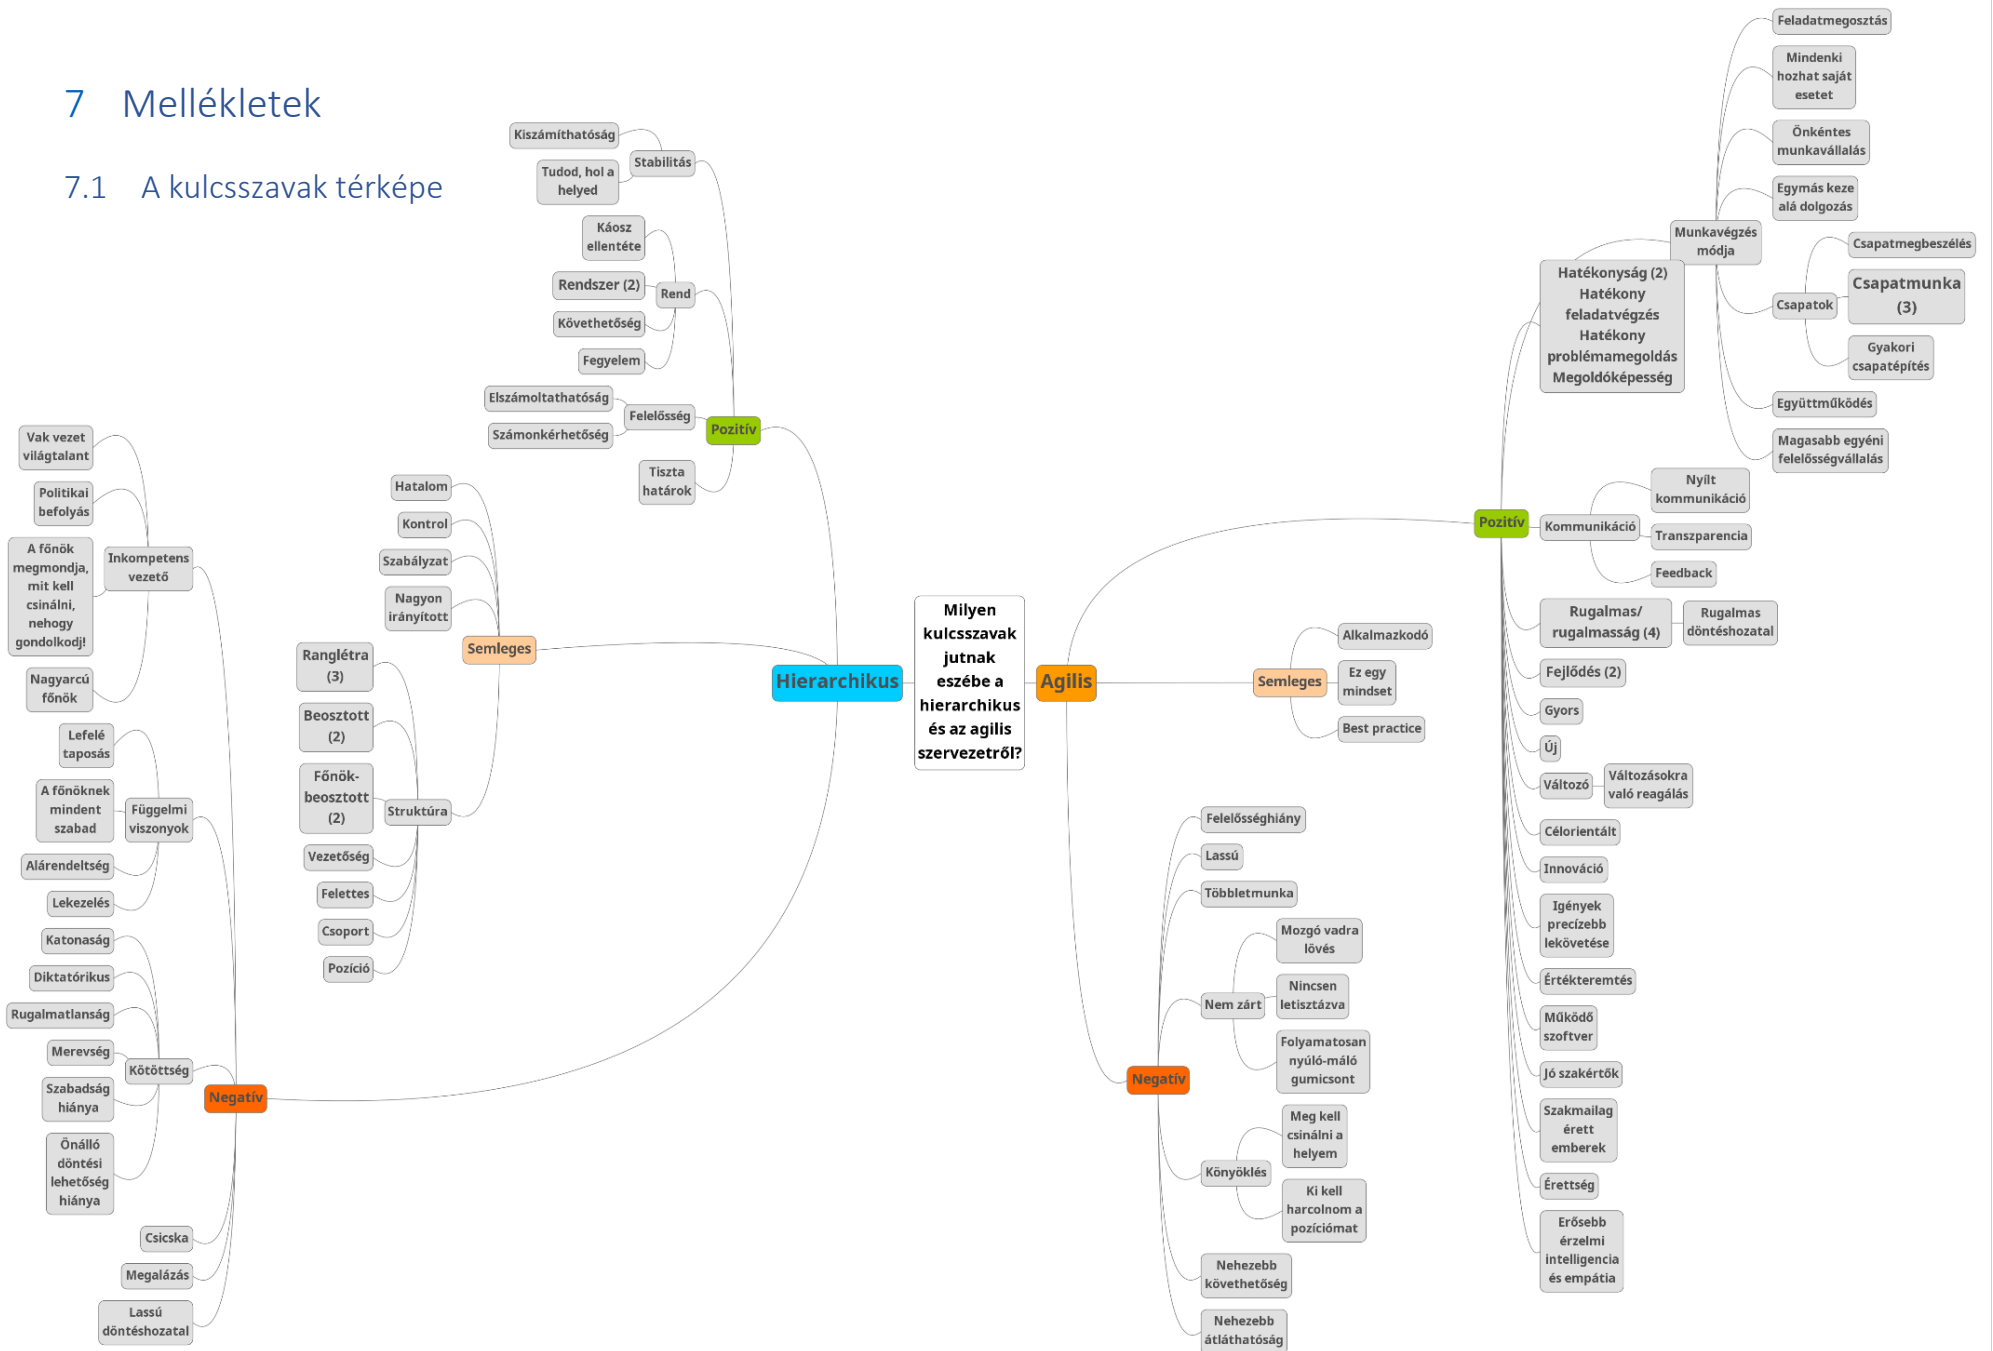 7 Mellékletek
7.1 A kulcsszavak térképe
Milyen
kulcsszavak
jutnak
eszébe a
hierarchikus
és az agilis
szervezetről?
Hierarchikus
Pozitív
Stabilitás
Kiszámíthatóság
Tudod, hol a
helyed
Rend
Káosz
ellentéte
Rendszer (2)
Követhetőség
Fegyelem
Felelősség
Elszámoltathatóság
Számonkérhetőség
Tiszta
határok
Semleges
Hatalom
Kontrol
Szabályzat
Nagyon
irányított
Struktúra
Ranglétra
(3)
Beosztott
(2)
Főnök-
beosztott
(2)
Vezetőség
Felettes
Csoport
Pozíció
Negatív
Inkompetens
vezető
Vak vezet
világtalant
Politikai
befolyás
A főnök
megmondja,
mit kell
csinálni,
nehogy
gondolkodj!
Nagyarcú
főnök
Függelmi
viszonyok
Lefelé
taposás
A főnöknek
mindent
szabad
Alárendeltség
Lekezelés
Kötöttség
Katonaság
Diktatórikus
Rugalmatlanság
Merevség
Szabadság
hiánya
Önálló
döntési
lehetőség
hiánya
Csicska
Megalázás
Lassú
döntéshozatal
Agilis
Pozitív
Munkavégzés
módja
Feladatmegosztás
Mindenki
hozhat saját
esetet
Önkéntes
munkavállalás
Egymás keze
alá dolgozás
Csapatok
Csapatmegbeszélés
Csapatmunka
(3)
Gyakori
csapatépítés
Együttműködés
Magasabb egyéni
felelősségvállalás
Hatékonyság (2)
Hatékony
feladatvégzés
Hatékony
problémamegoldás
Megoldóképesség
Kommunikáció
Nyílt
kommunikáció
Transzparencia
Feedback
Rugalmas/
rugalmasság (4)
Rugalmas
döntéshozatal
Fejlődés (2)
Gyors
Új
Változó
Változásokra
való reagálás
Célorientált
Innováció
Igények
precízebb
lekövetése
Értékteremtés
Működő
szoftver
Jó szakértők
Szakmailag
érett
emberek
Érettség
Erősebb
érzelmi
intelligencia
és empátia
Semleges
Alkalmazkodó
Ez egy
mindset
Best practice
Negatív
Felelősséghiány
Lassú
Többletmunka
Nem zárt
Mozgó vadra
lövés
Nincsen
letisztázva
Folyamatosan
nyúló-máló
gumicsont
Könyöklés
Meg kell
csinálni a
helyem
Ki kell
harcolnom a
pozíciómat
Nehezebb
követhetőség
Nehezebb
átláthatóság